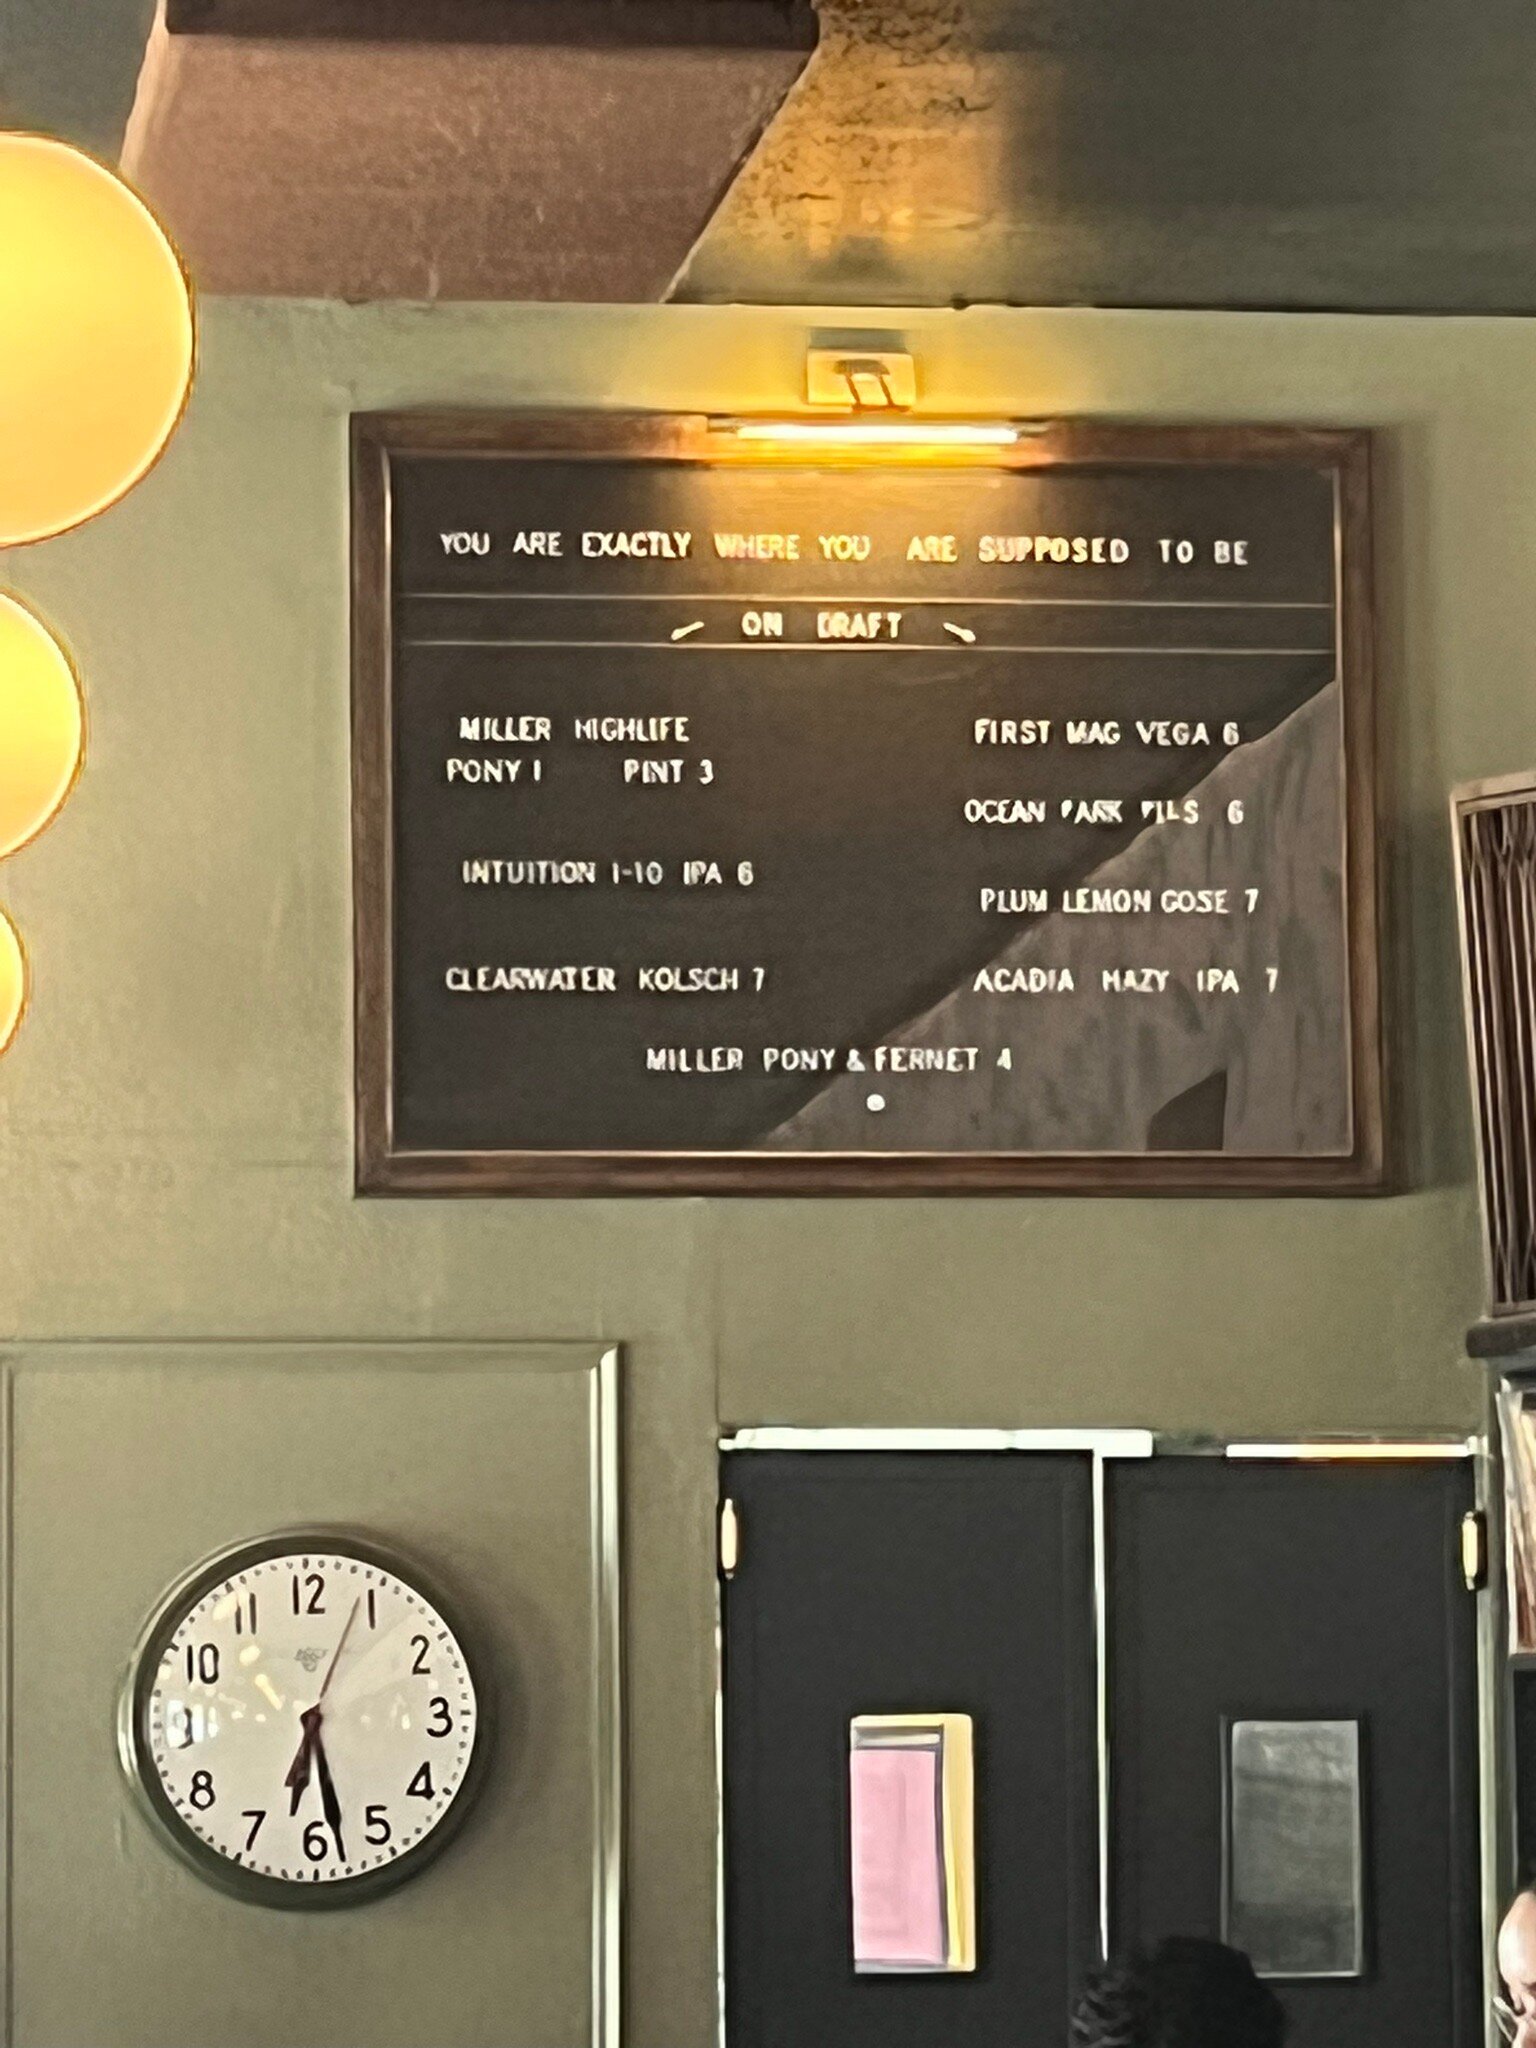 YOU ARE EXACTLY WHERE YOU ARE SUPPOSED TO BE
ON DRAFT
MILLER HIGHLIFE
PONY 1 PINT 3
INTUITION 1-10 IPA 6
CLEARWATER KOLSCH 7
FIRST MAG VEGA 6
OCEAN PARK PILS 6
PLUM LEMON GOSE 7
ACADIA HAZY IPA 7
MILLER PONY & FERNET 4
12
1
2
3
4
5
6
7
8
9
10
11